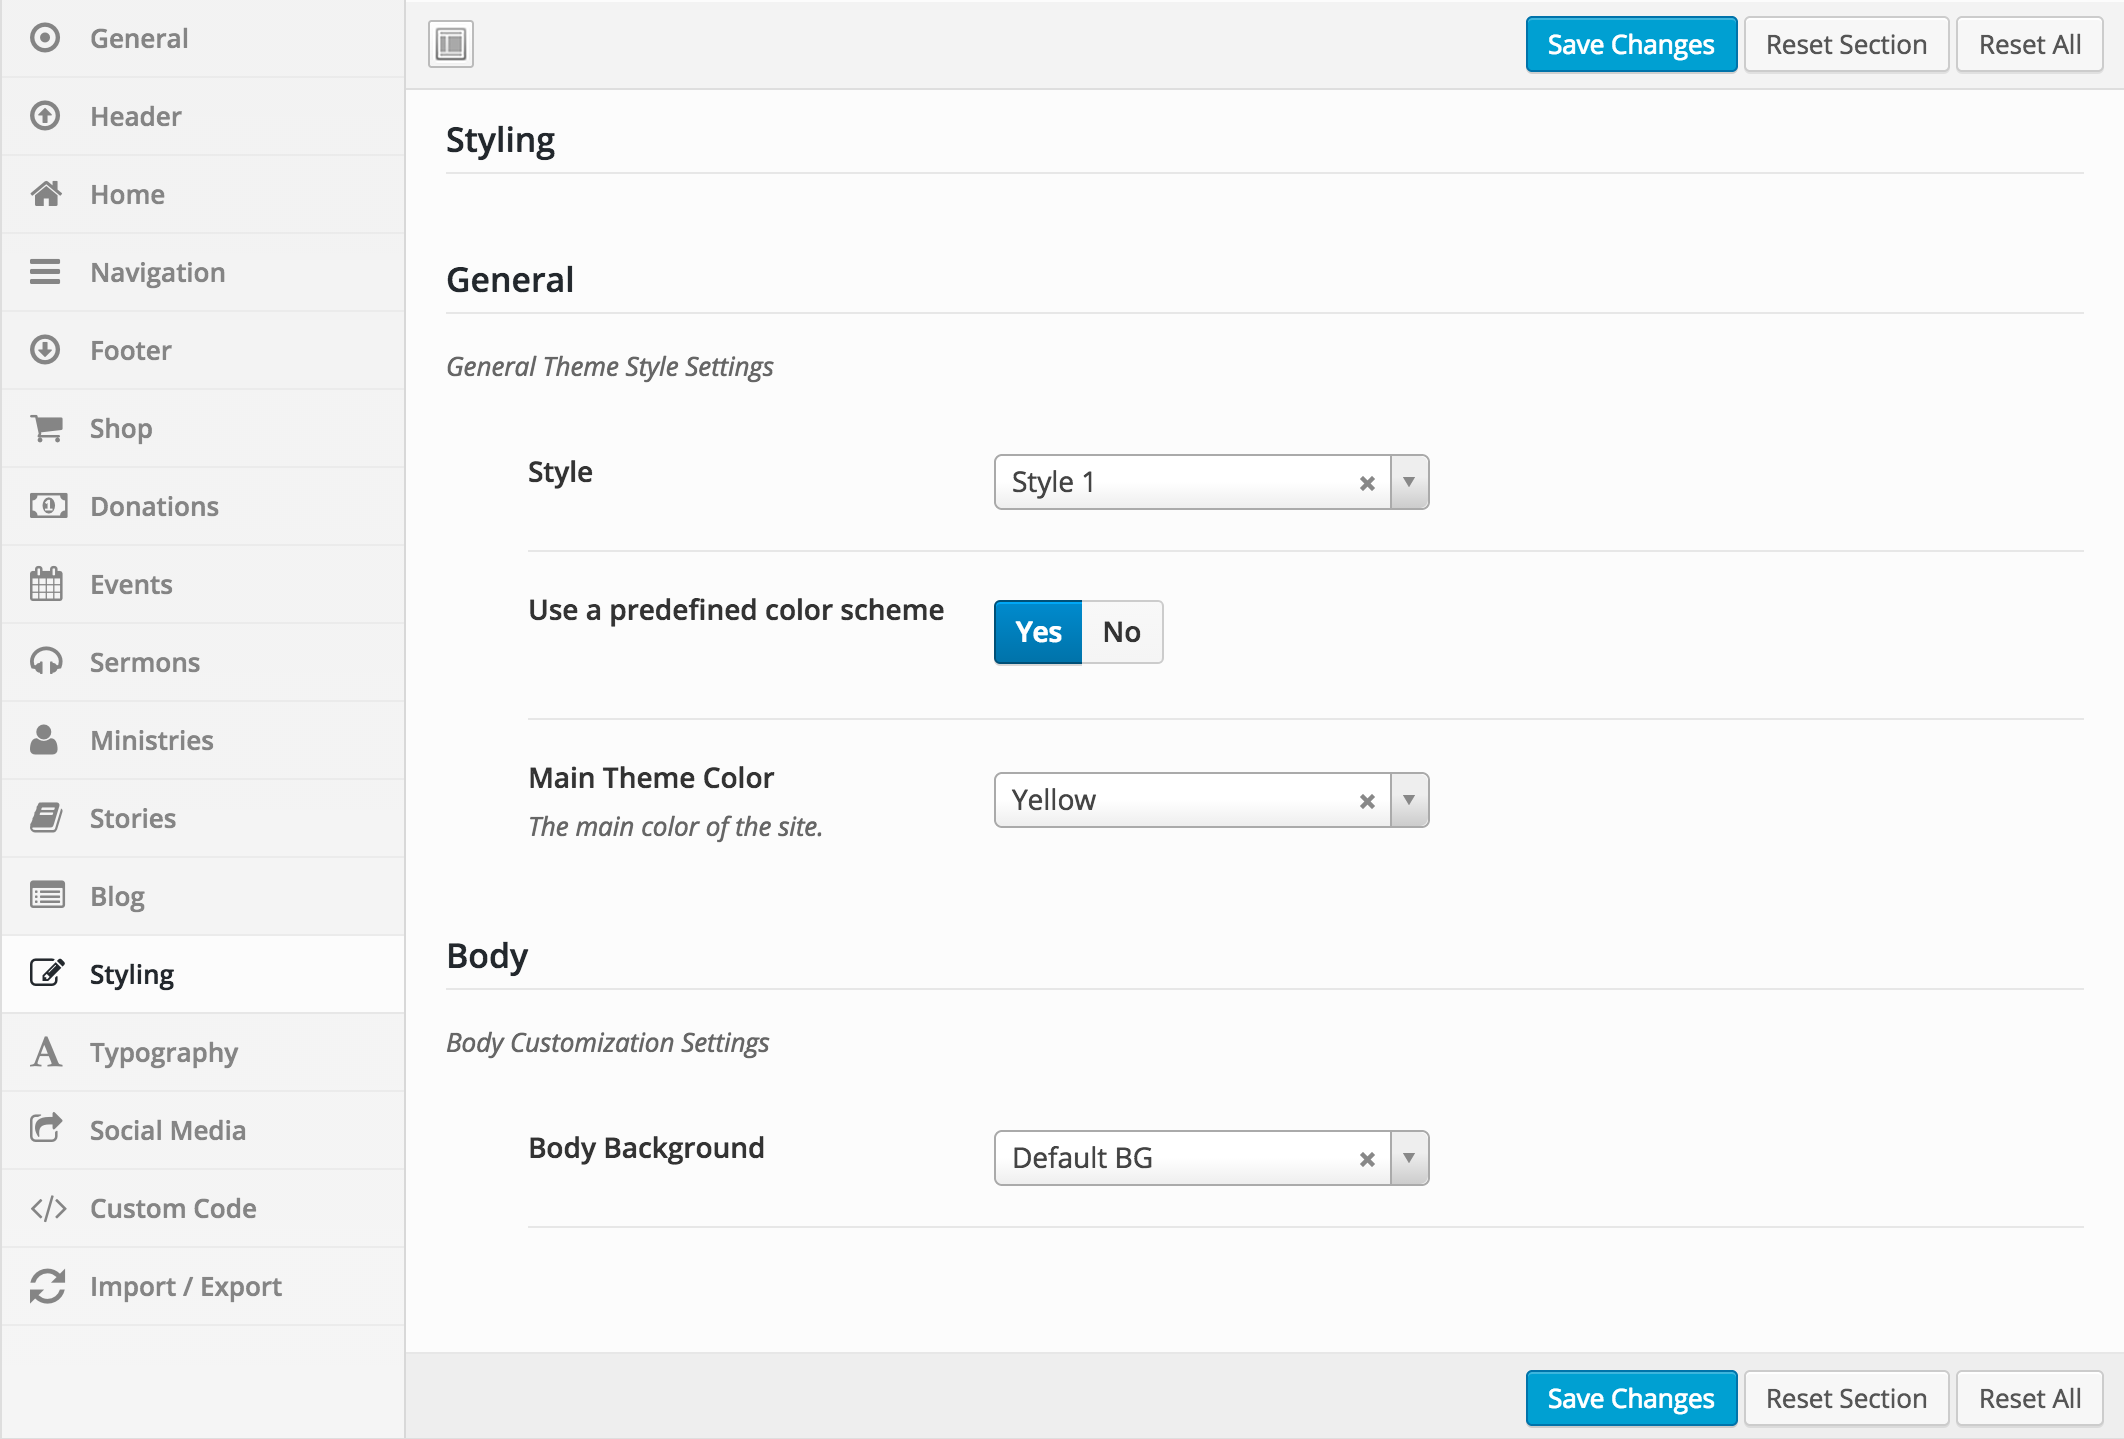 General
Header
Home
Navigation
Footer
Shop
Donations
Events
Sermons
Ministries
Stories
Blog
Styling
Typography
Social Media
Custom Code
Import / Export
Save Changes Reset Section Reset All
Styling
General
General Theme Style Settings
Style Style 1
Use a predefined color scheme Yes No
Main Theme Color Yellow
The main color of the site.
Body
Body Customization Settings
Body Background Default BG
Save Changes Reset Section Reset All